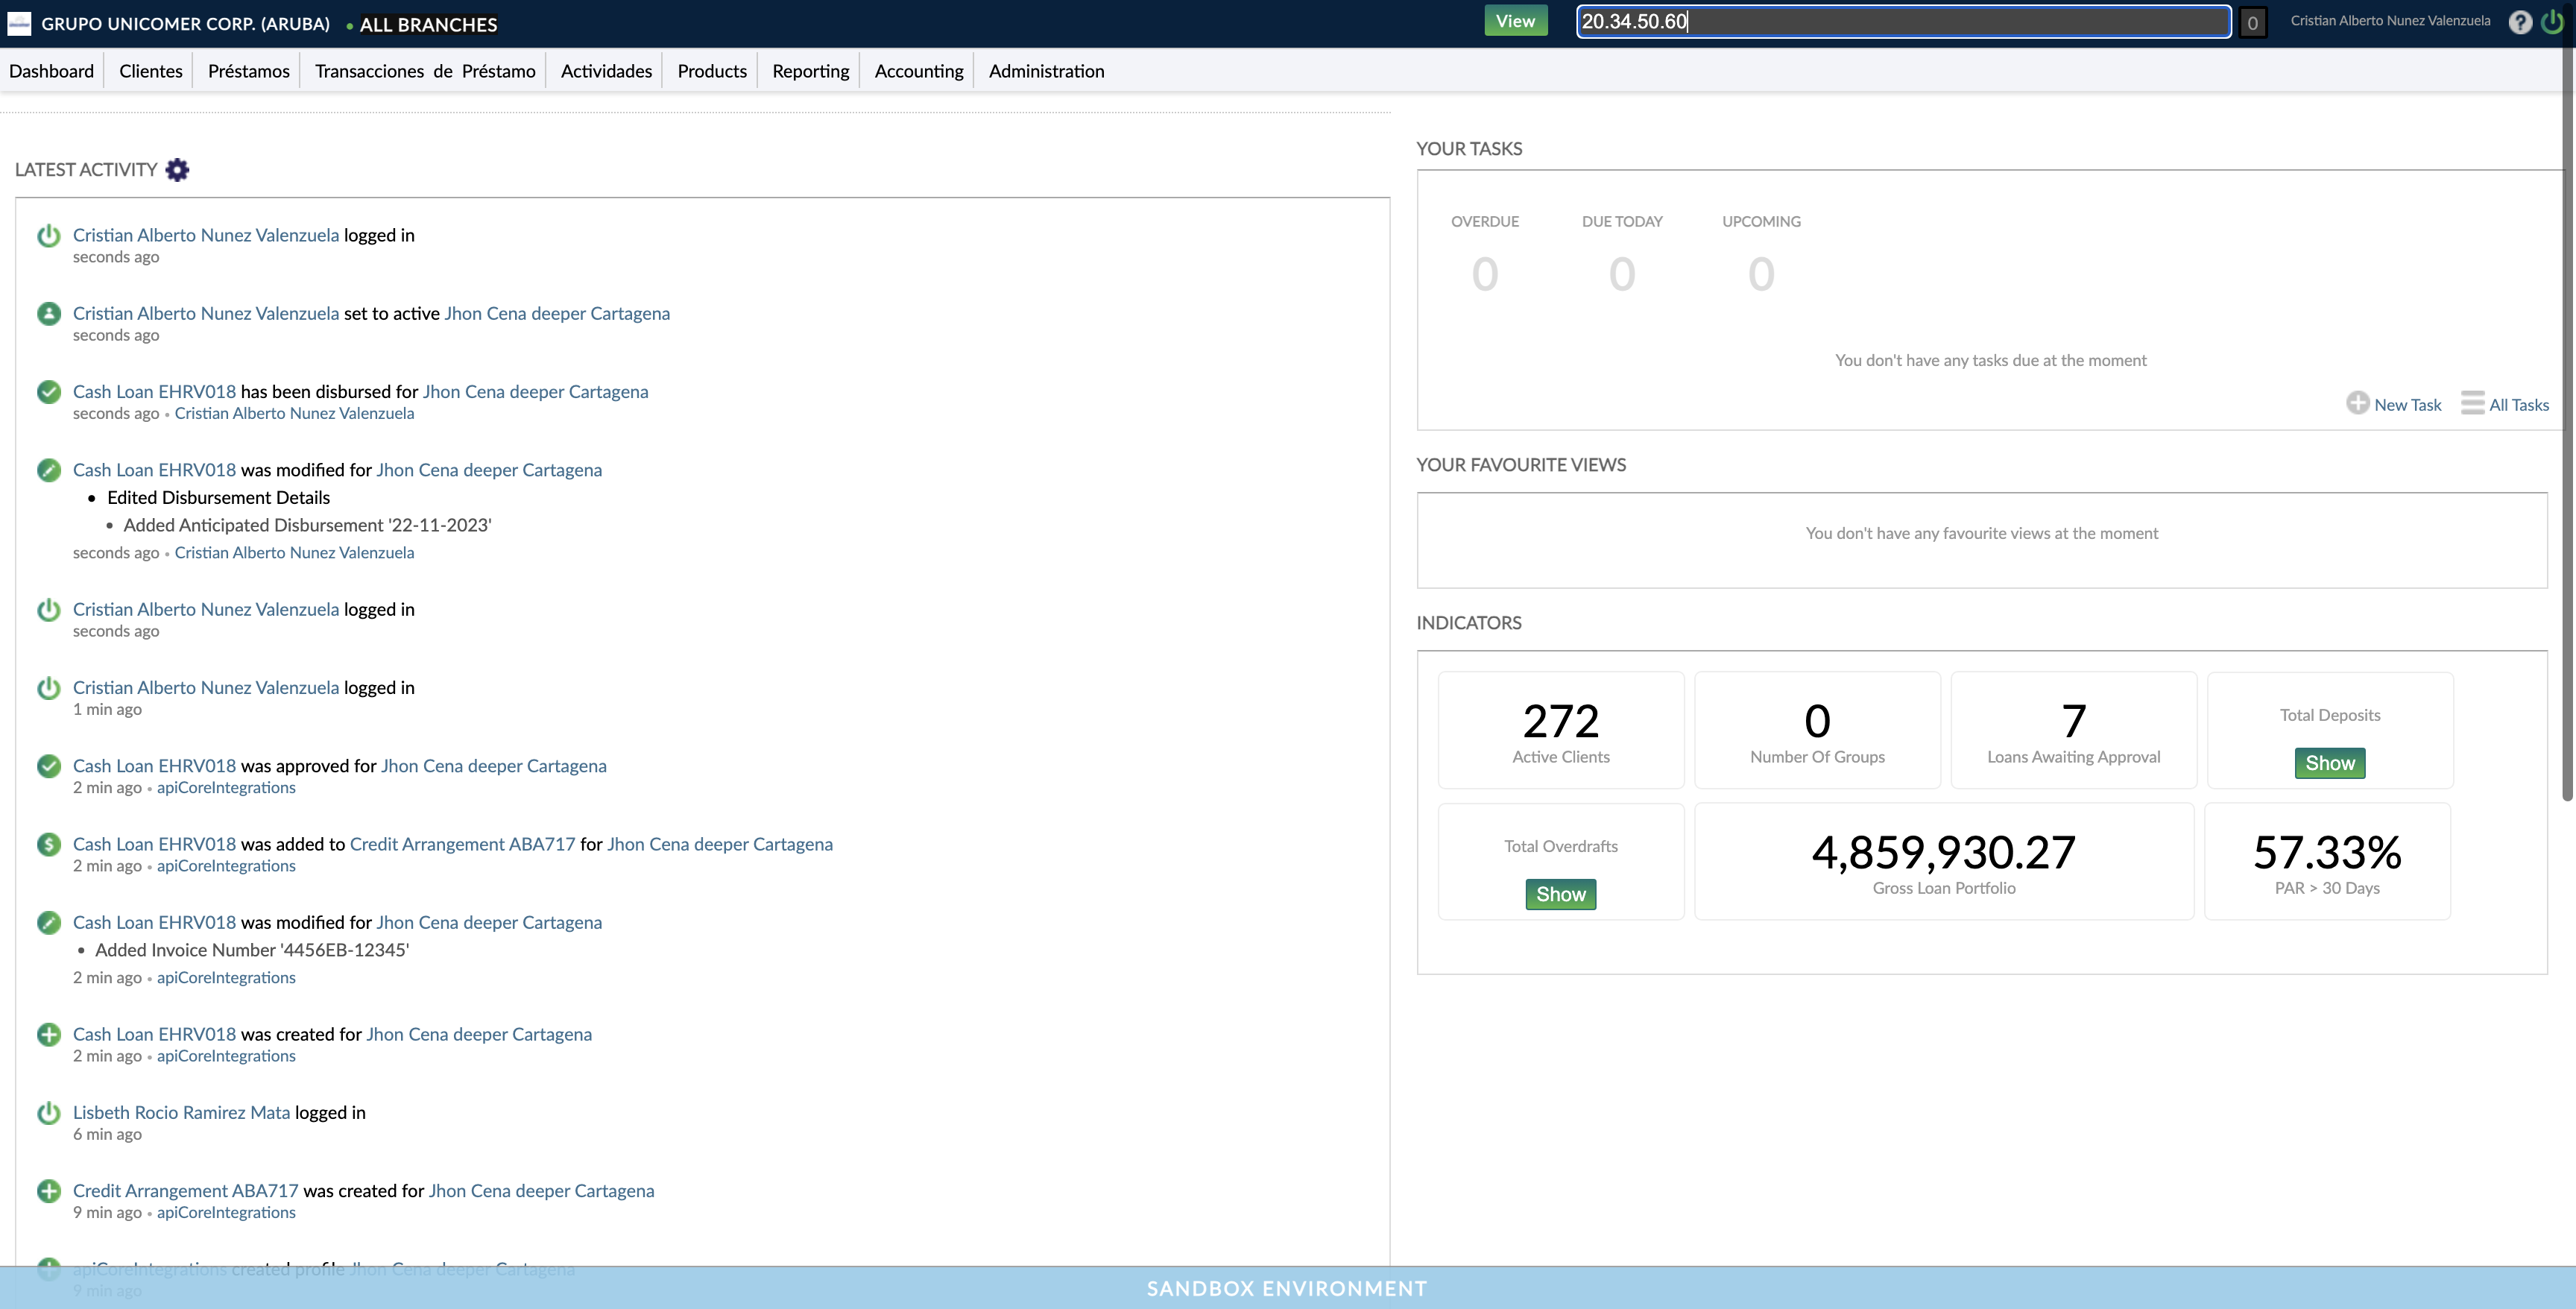 GRUPO UNICOMER CORP. (ARUBA) • ALL BRANCHES
View
20.34.50.60
0
Cristian Alberto Nunez Valenzuela
?
Dashboard Clientes Préstamos Transacciones de Préstamo Actividades Products Reporting Accounting Administration
LATEST ACTIVITY
Cristian Alberto Nunez Valenzuela logged in
seconds ago
Cristian Alberto Nunez Valenzuela set to active Jhon Cena deeper Cartagena
seconds ago
Cash Loan EHRV018 has been disbursed for Jhon Cena deeper Cartagena
seconds ago • Cristian Alberto Nunez Valenzuela
Cash Loan EHRV018 was modified for Jhon Cena deeper Cartagena
• Edited Disbursement Details
• Added Anticipated Disbursement '22-11-2023'
seconds ago • Cristian Alberto Nunez Valenzuela
Cristian Alberto Nunez Valenzuela logged in
seconds ago
Cristian Alberto Nunez Valenzuela logged in
1 min ago
Cash Loan EHRV018 was approved for Jhon Cena deeper Cartagena
2 min ago • apiCoreIntegrations
Cash Loan EHRV018 was added to Credit Arrangement ABA717 for Jhon Cena deeper Cartagena
2 min ago • apiCoreIntegrations
Cash Loan EHRV018 was modified for Jhon Cena deeper Cartagena
• Added Invoice Number '4456EB-12345'
2 min ago • apiCoreIntegrations
Cash Loan EHRV018 was created for Jhon Cena deeper Cartagena
2 min ago • apiCoreIntegrations
Lisbeth Rocio Ramirez Mata logged in
6 min ago
Credit Arrangement ABA717 was created for Jhon Cena deeper Cartagena
9 min ago • apiCoreIntegrations
apiCoreIntegrations created profile Jhon Cena deeper Cartagena
9 min ago
YOUR TASKS
OVERDUE DUE TODAY UPCOMING
0 0 0
You don't have any tasks due at the moment
New Task All Tasks
YOUR FAVOURITE VIEWS
You don't have any favourite views at the moment
INDICATORS
272
Active Clients
0
Number Of Groups
7
Loans Awaiting Approval
Total Deposits
Show
Total Overdrafts
Show
4,859,930.27
Gross Loan Portfolio
57.33%
PAR > 30 Days
SANDBOX ENVIRONMENT